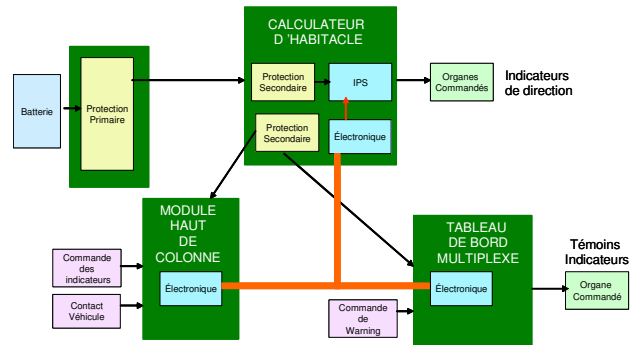 CALCULATEUR
D 'HABITACLE
Batterie
Protection
Primaire
Protection
Secondaire
IPS
Organes
Commandés
Indicateurs
de direction
Protection
Secondaire
Électronique
MODULE
HAUT
DE
COLONNE
Commande
des
indicateurs
Contact
Véhicule
Électronique
TABLEAU
DE BORD
MULTIPLEXE
Électronique
Commande
de
Warning
Témoins
Indicateurs
Organe
Commandé